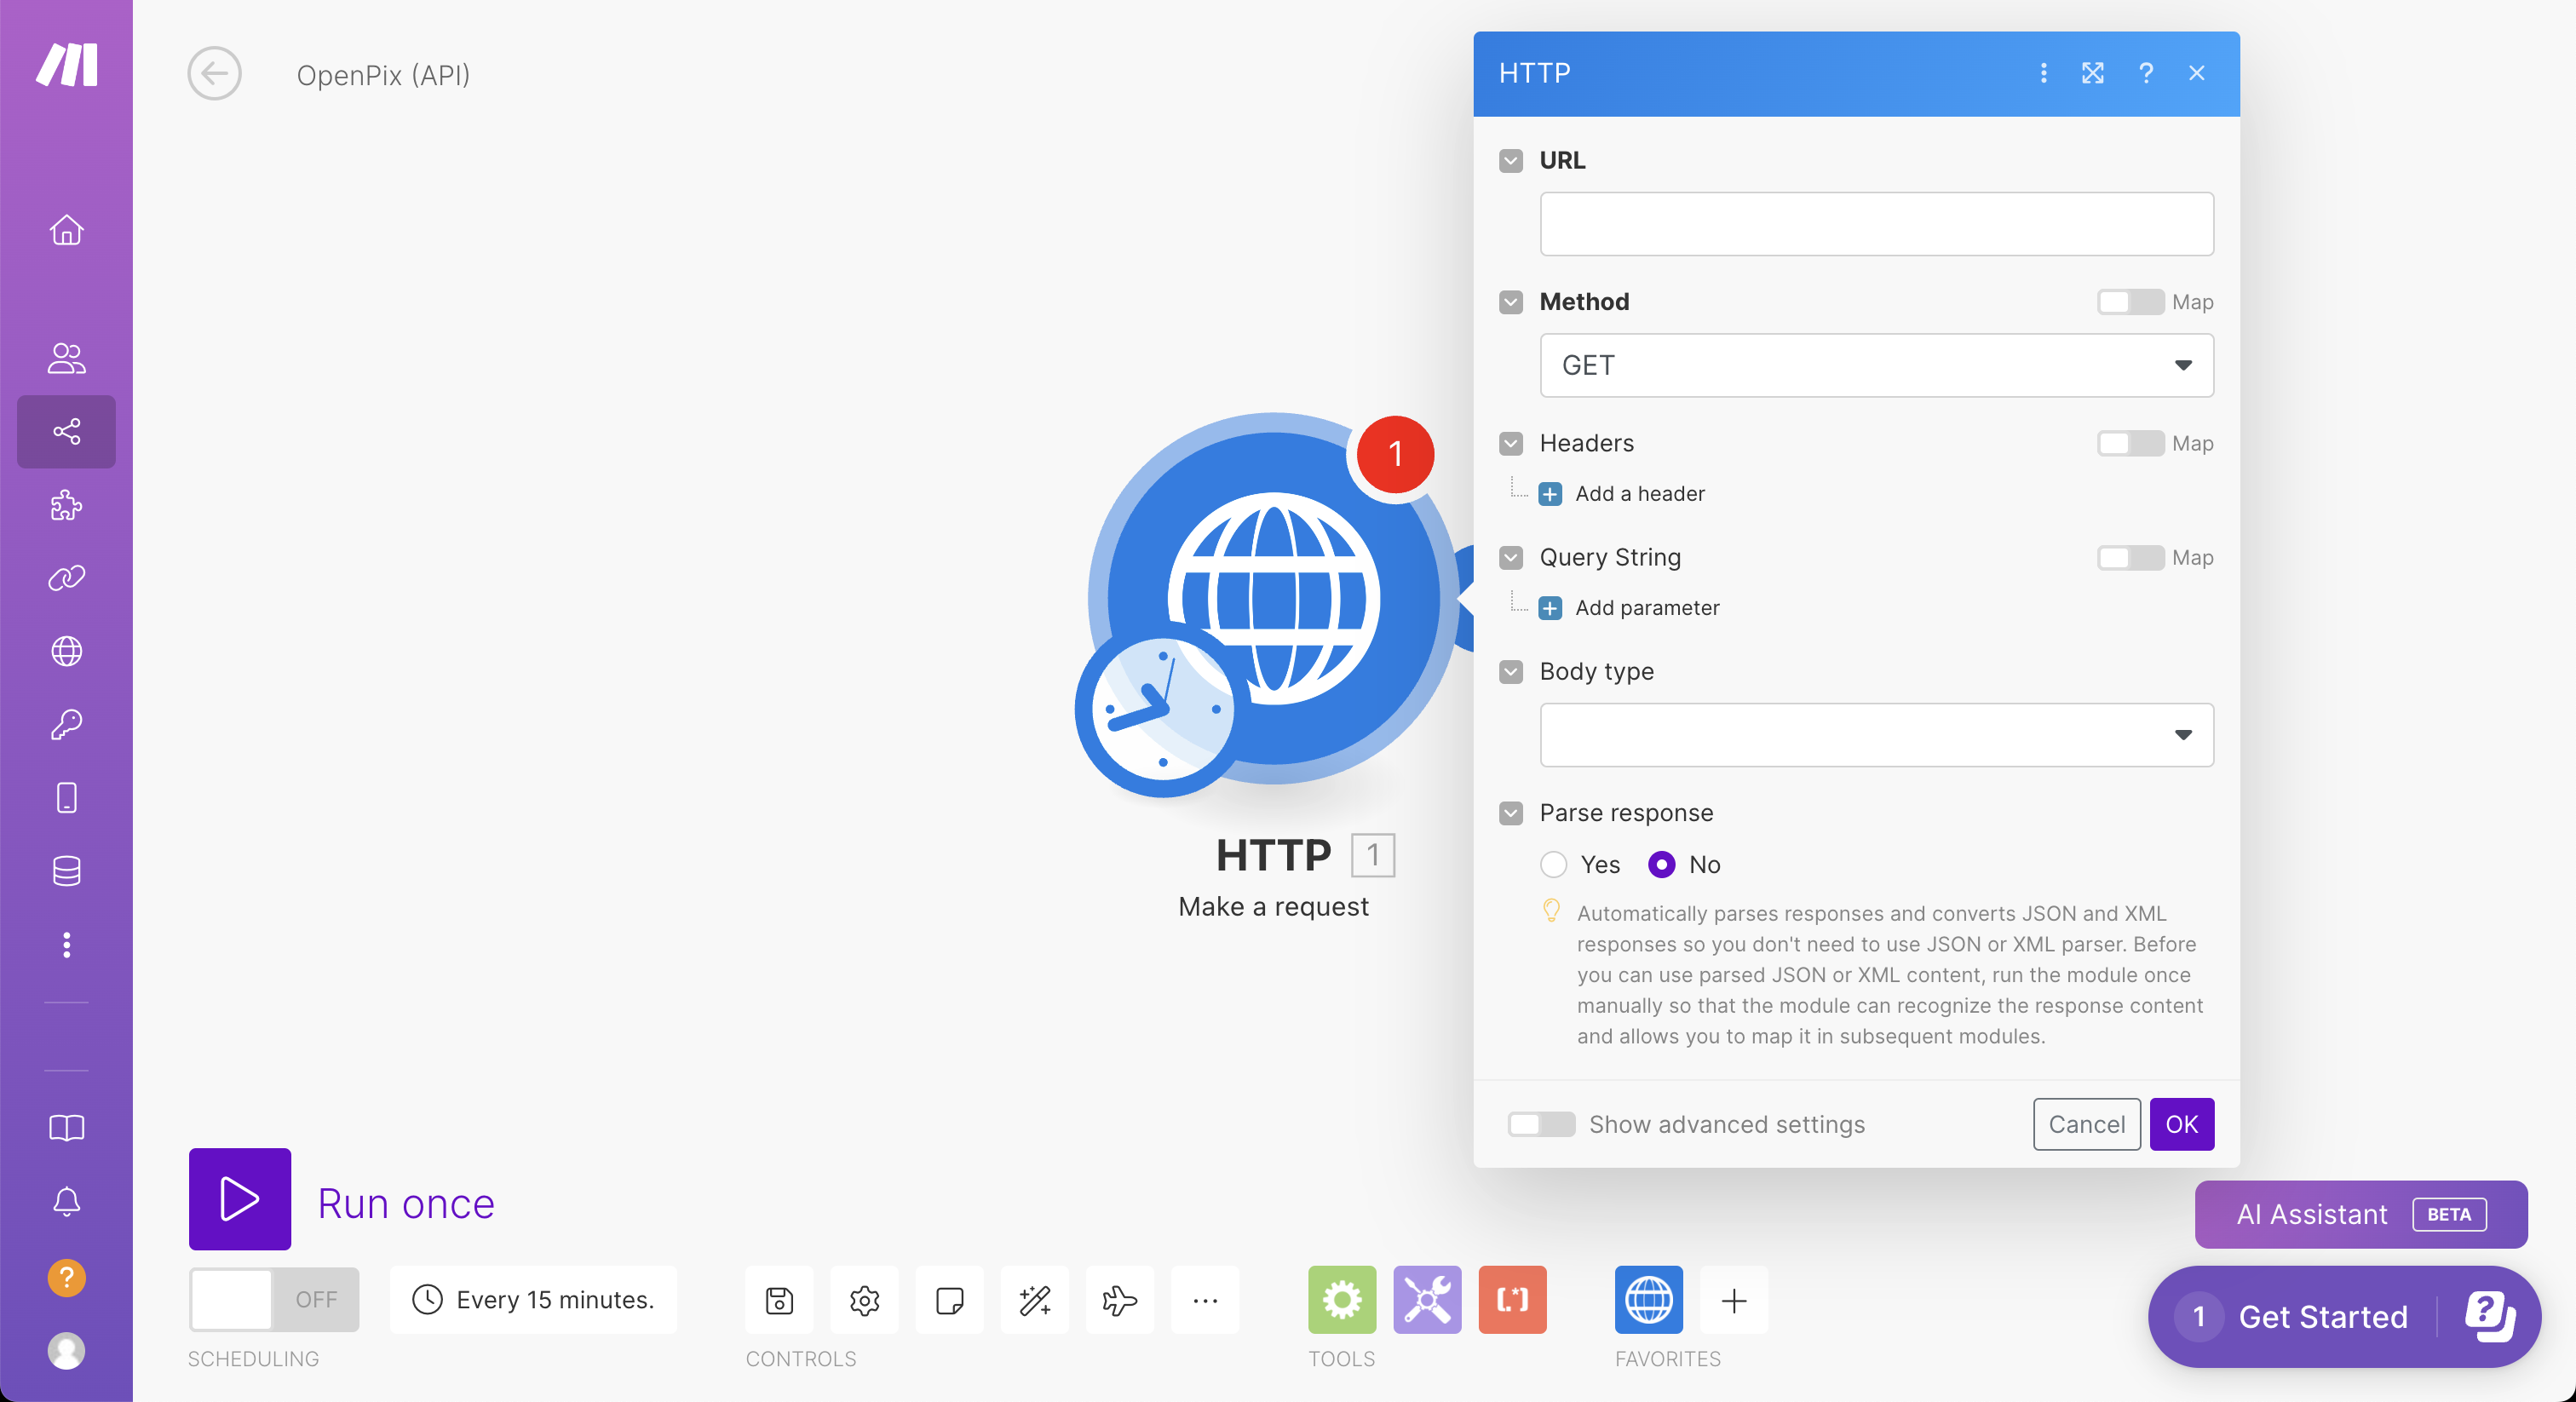 OpenPix (API)
HTTP
URL
Method
Map
GET
Headers
Map
Add a header
Query String
Map
Add parameter
Body type
Parse response
Yes
No
Automatically parses responses and converts JSON and XML
responses so you don't need to use JSON or XML parser. Before
you can use parsed JSON or XML content, run the module once
manually so that the module can recognize the response content
and allows you to map it in subsequent modules.
Show advanced settings
Cancel
OK
1
HTTP 1
Make a request
Run once
OFF
Every 15 minutes.
SCHEDULING
CONTROLS
TOOLS
FAVORITES
AI Assistant BETA
1 Get Started